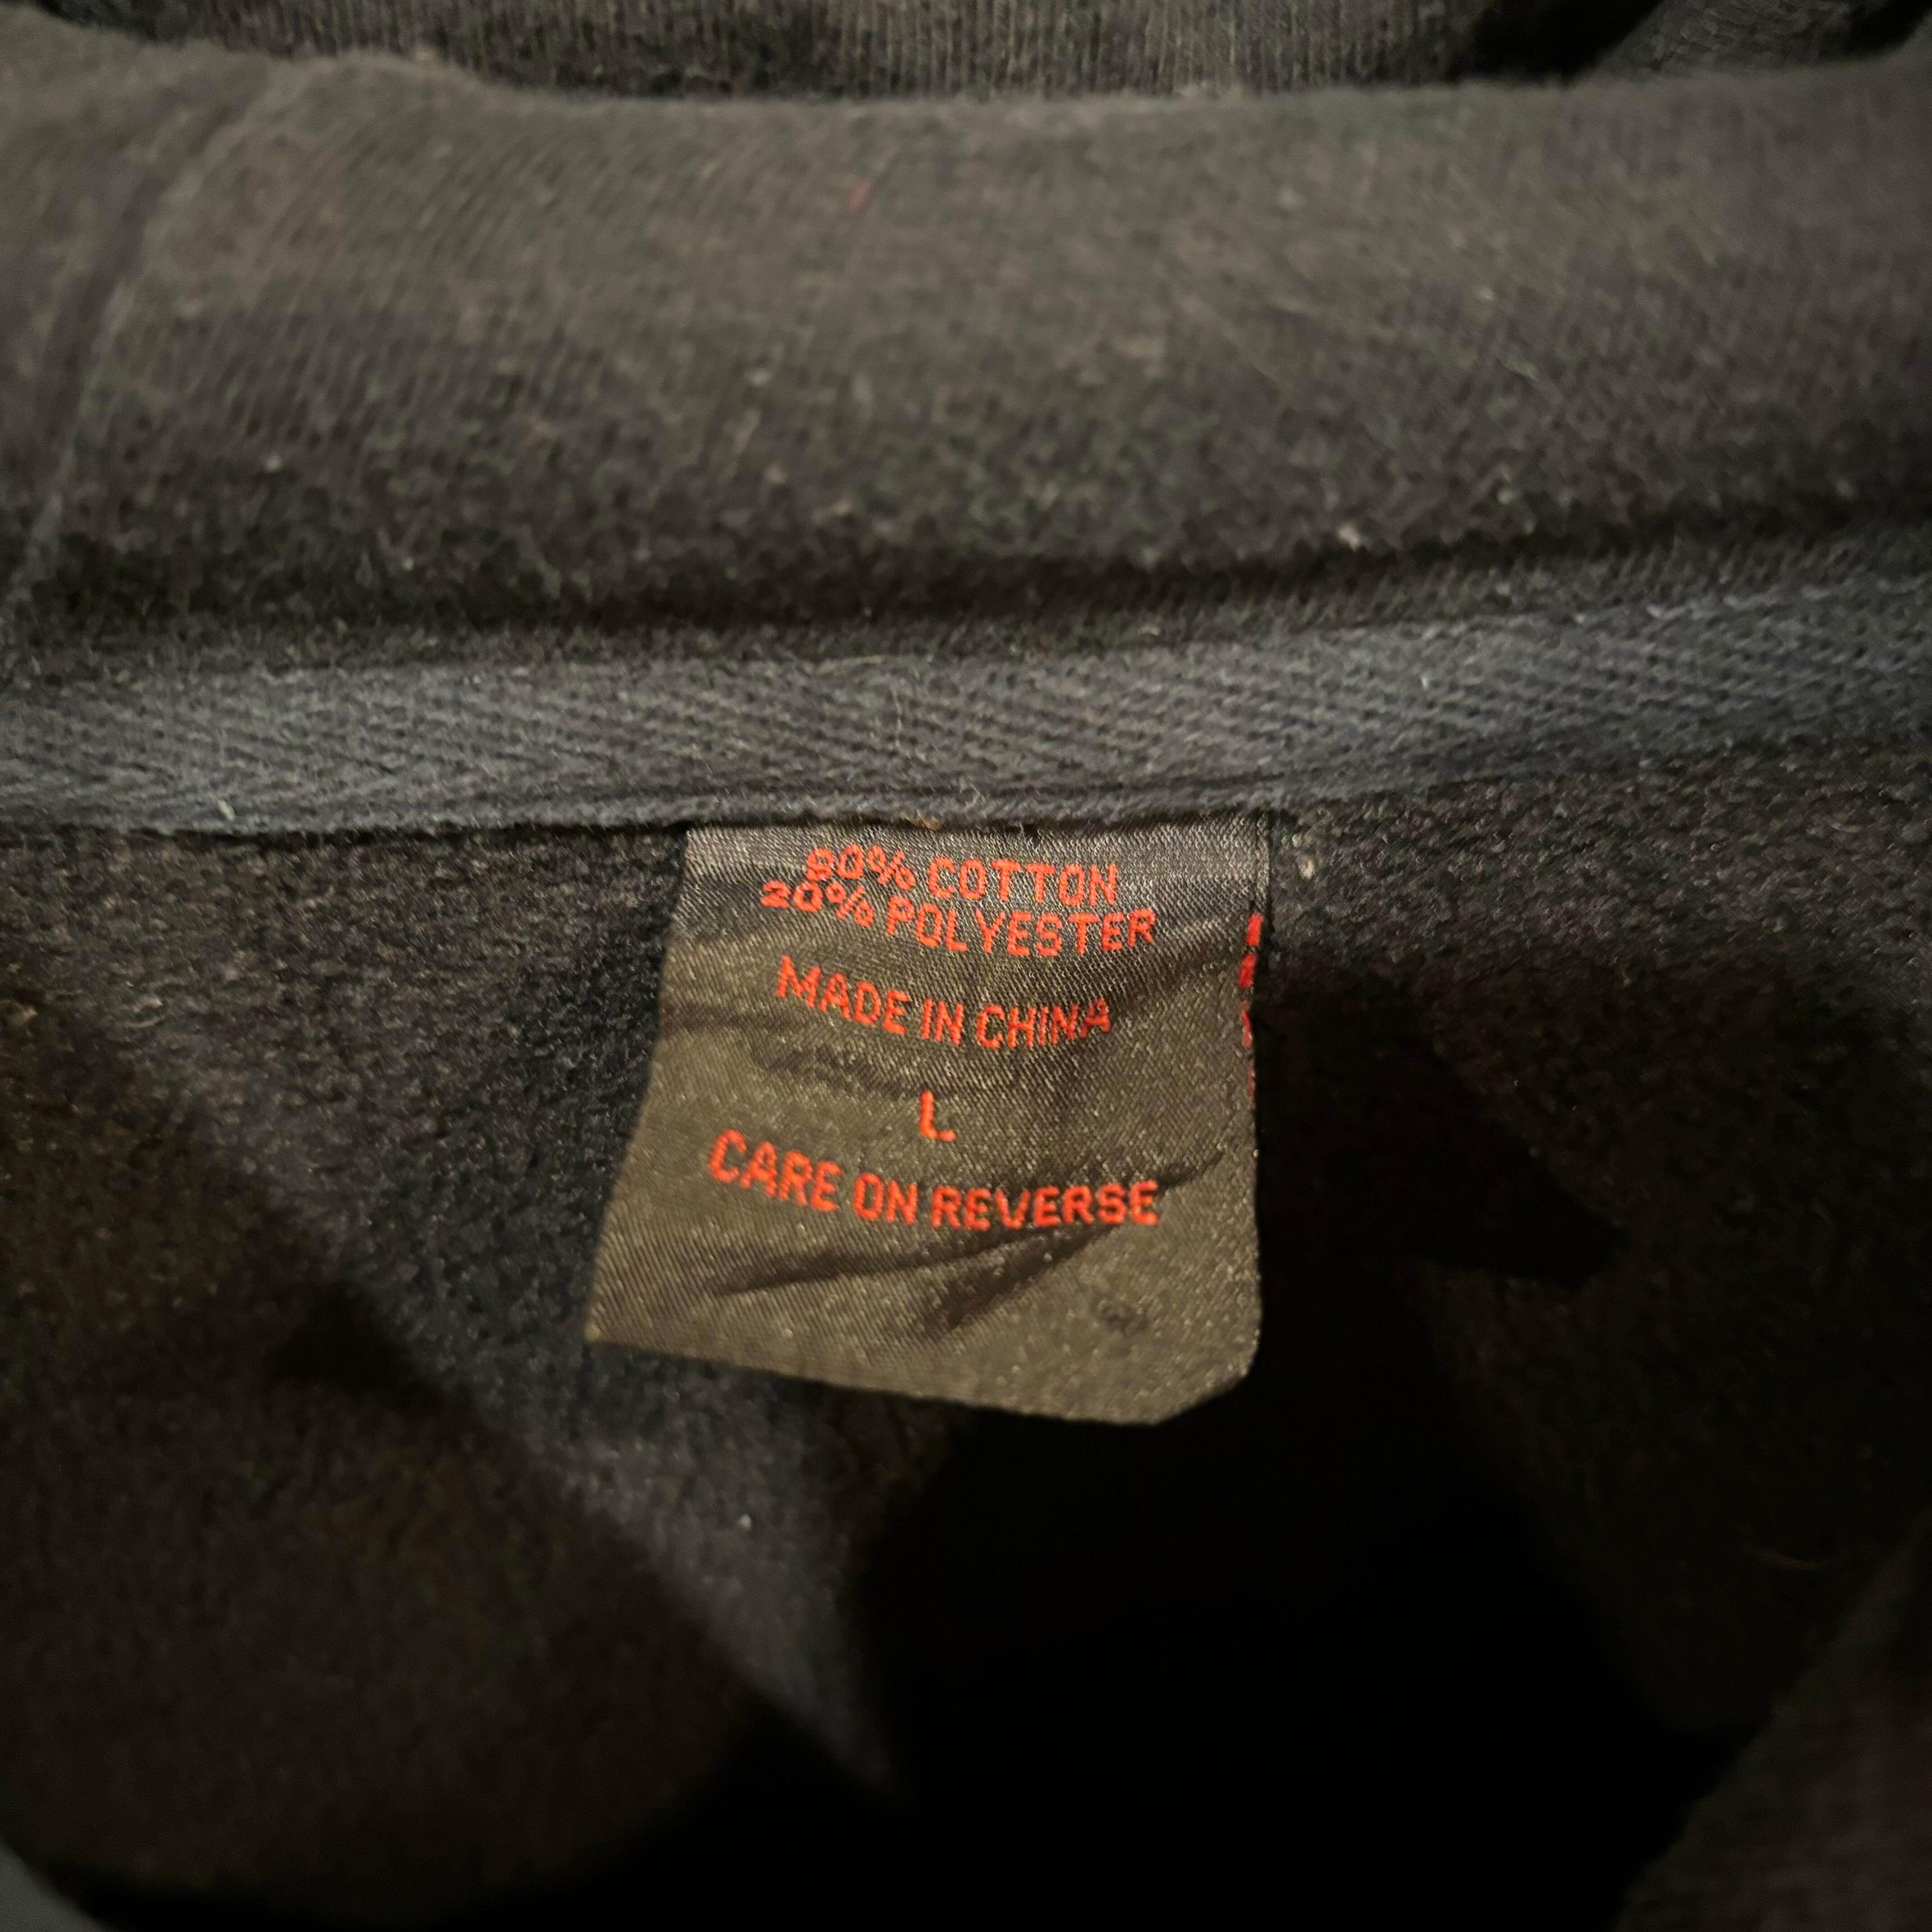 80% COTTON
20% POLYESTER
MADE IN CHINA
L
CARE ON REVERSE